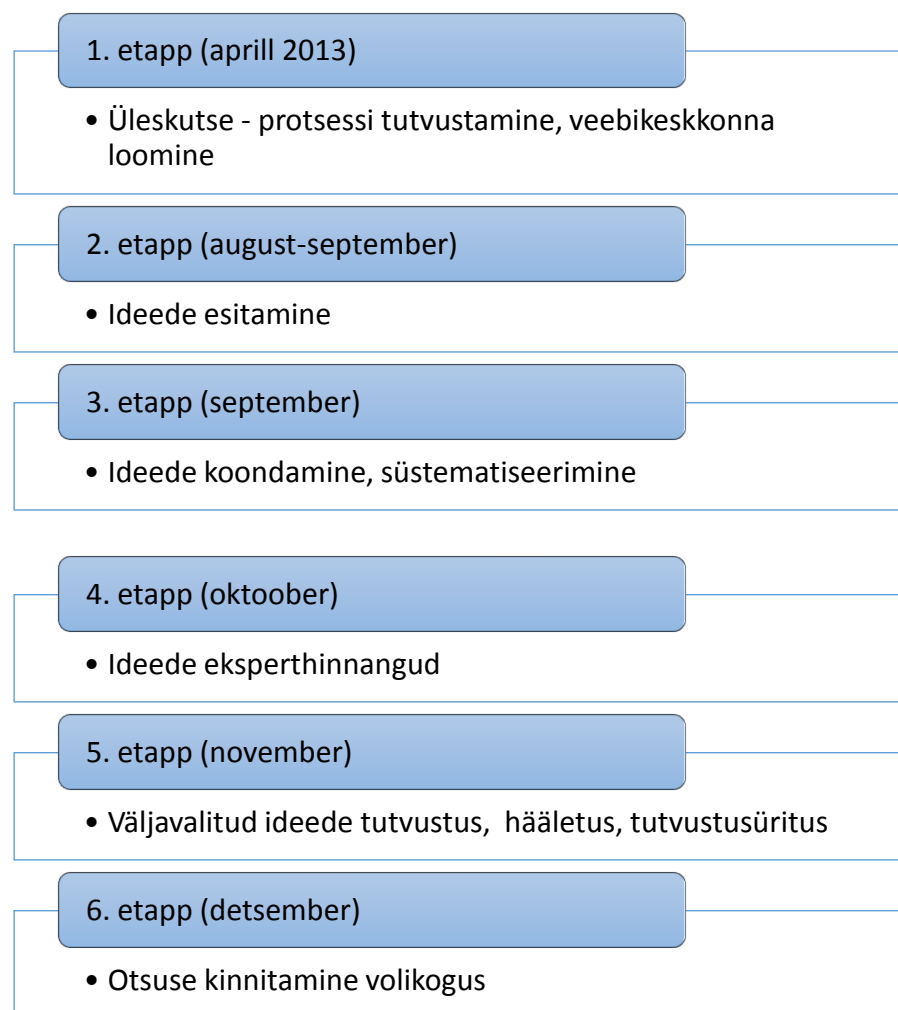 1. etapp (aprill 2013)
• Üleskutse - protsessi tutvustamine, veebikeskkonna
loomine
2. etapp (august-september)
• Ideede esitamine
3. etapp (september)
• Ideede koondamine, süstematiseerimine
4. etapp (oktoober)
• Ideede eksperthinnangud
5. etapp (november)
• Väljavalitud ideede tutvustus, hääletus, tutvustusüritus
6. etapp (detsember)
• Otsuse kinnitamine volikogus